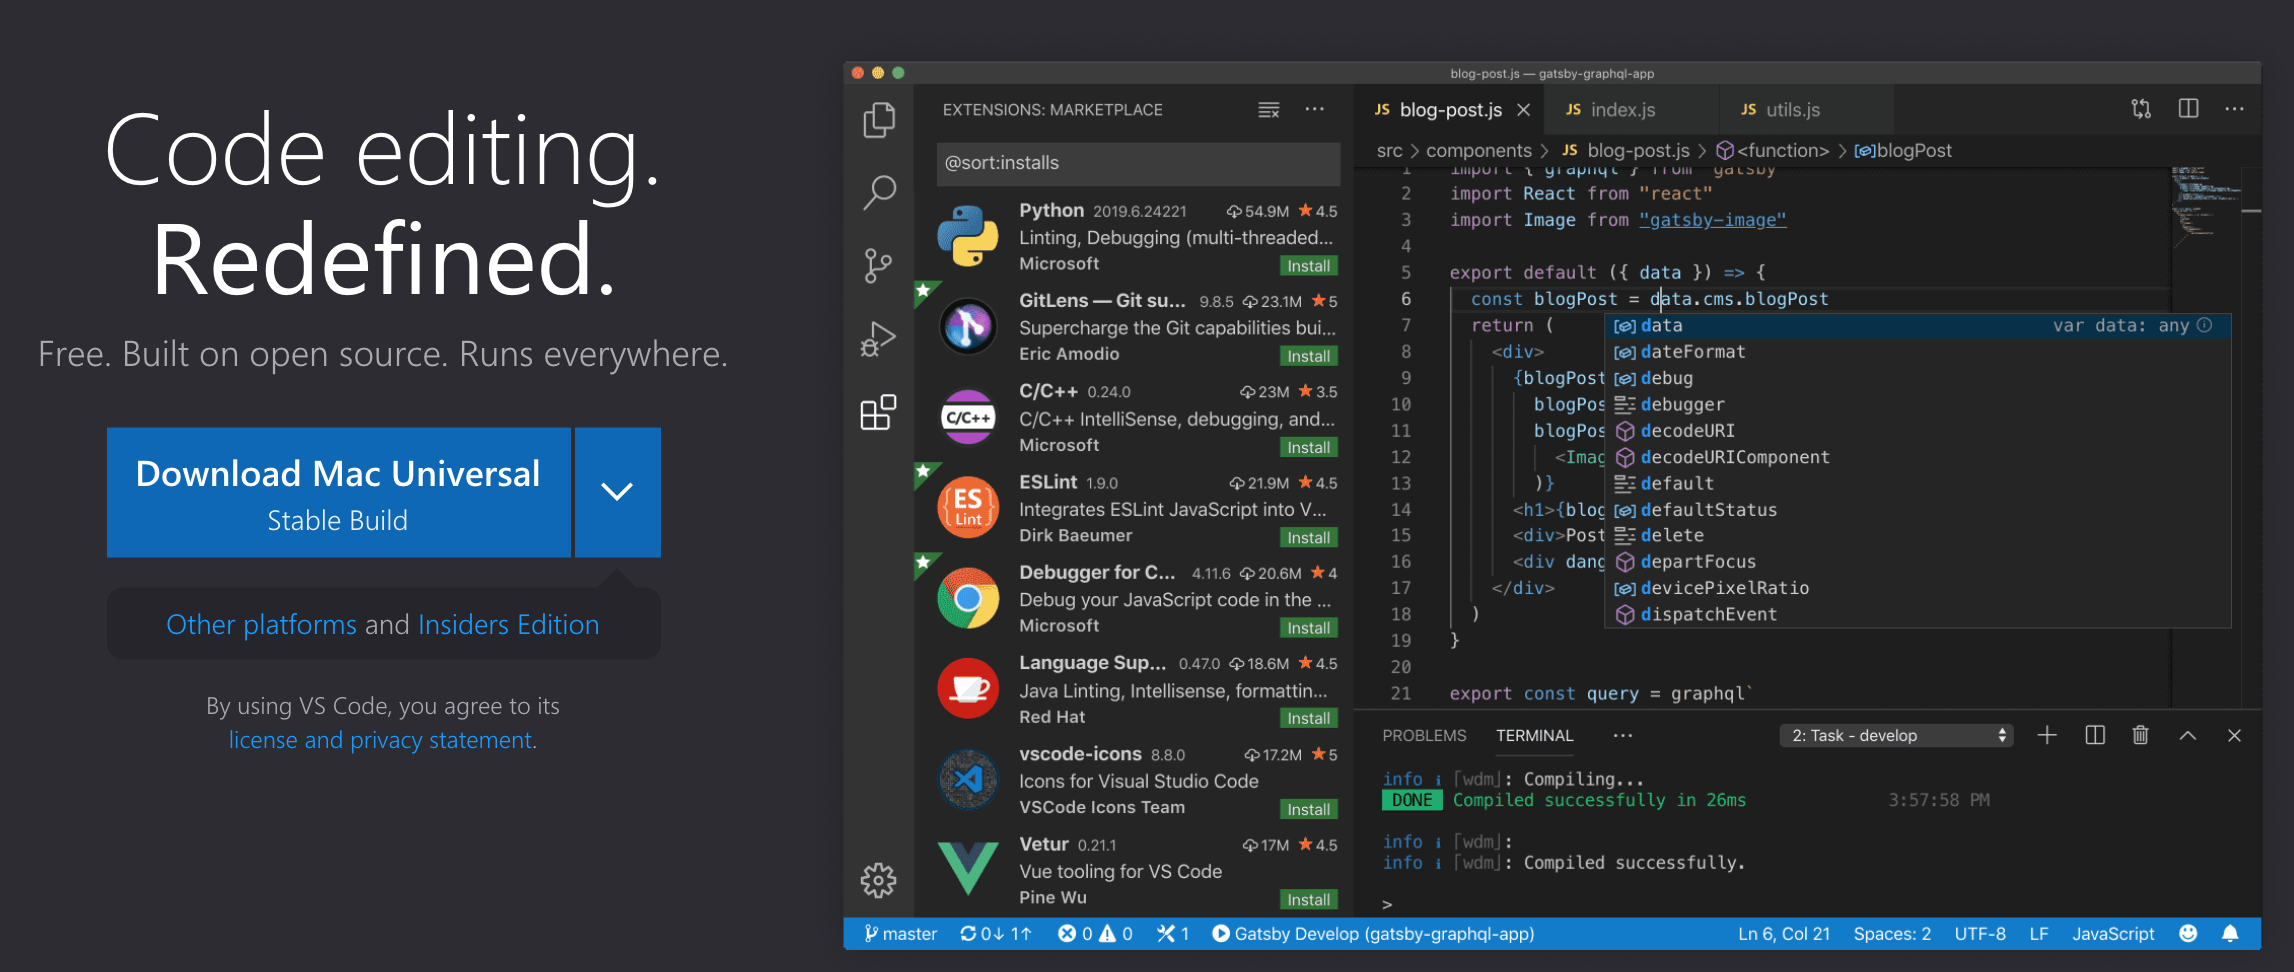 Code editing.
Redefined.
Free. Built on open source. Runs everywhere.
Download Mac Universal
Stable Build
Other platforms and Insiders Edition
By using VS Code, you agree to its
license and privacy statement.
blog-post.js — gatsby-graphql-app
EXTENSIONS: MARKETPLACE
@sort:installs
Python 2019.6.24221 54.9M 4.5
Linting, Debugging (multi-threaded...
Microsoft Install
GitLens — Git su... 9.8.5 23.1M 5
Supercharge the Git capabilities bui...
Eric Amodio Install
C/C++
C/C++ 0.24.0 23M 3.5
C/C++ IntelliSense, debugging, and...
Microsoft Install
ES
Lint
ESLint 1.9.0 21.9M 4.5
Integrates ESLint JavaScript into V...
Dirk Baeumer Install
Debugger for C... 4.11.6 20.6M 4
Debug your JavaScript code in the ...
Microsoft Install
Language Sup... 0.47.0 18.6M 4.5
Java Linting, Intellisense, formattin...
Red Hat Install
vscode-icons 8.8.0 17.2M 5
Icons for Visual Studio Code
VSCode Icons Team Install
Vetur 0.21.1 17M 4.5
Vue tooling for VS Code
Pine Wu Install
JS blog-post.js JS index.js JS utils.js
src > components > JS blog-post.js > <function> > blogPost
1 import { graphql } from "gatsby"
2 import React from "react"
3 import Image from "gatsby-image"
4
5 export default ({ data }) => {
6 const blogPost = data.cms.blogPost
7 return (
8 <div>
9 {blogPost
10 blogPos
11 blogPos
12 <Imag
13 )}
14 <h1>{blog
15 <div>Post
16 <div dang
17 </div>
18 )
19 }
20
21 export const query = graphql`
data var data: any
dateFormat
debug
debugger
decodeURI
decodeURIComponent
default
defaultStatus
delete
departFocus
devicePixelRatio
dispatchEvent
PROBLEMS TERMINAL ... 2: Task - develop
info i ｢wdm｣: Compiling...
DONE Compiled successfully in 26ms 3:57:58 PM
info i ｢wdm｣:
info i ｢wdm｣: Compiled successfully.
>
master 0↓ 1↑ 0 0 1 Gatsby Develop (gatsby-graphql-app) Ln 6, Col 21 Spaces: 2 UTF-8 LF JavaScript